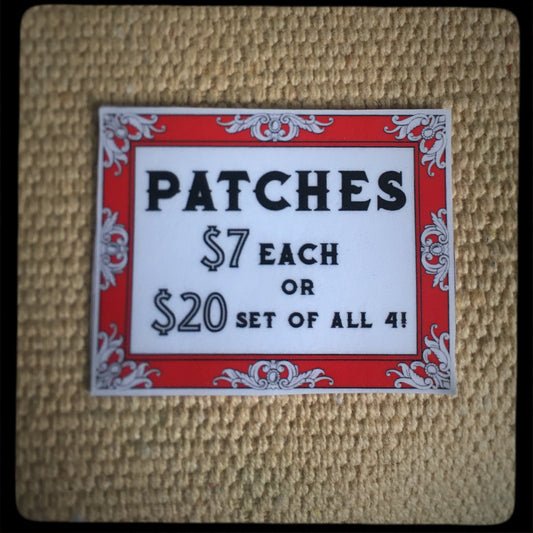 PATCHES
$7 EACH
OR
$20 SET OF ALL 4!